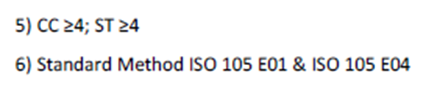 5) CC ≥4; ST ≥4
6) Standard Method ISO 105 E01 & ISO 105 E04